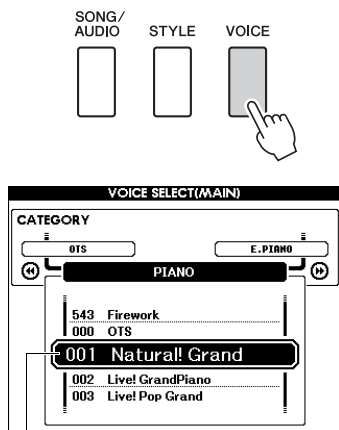 SONG/
AUDIO STYLE VOICE
VOICE SELECT(MAIN)
CATEGORY
OTS E.PIANO
PIANO
543 Firework
000 OTS
001 Natural! Grand
002 Live! GrandPiano
003 Live! Pop Grand